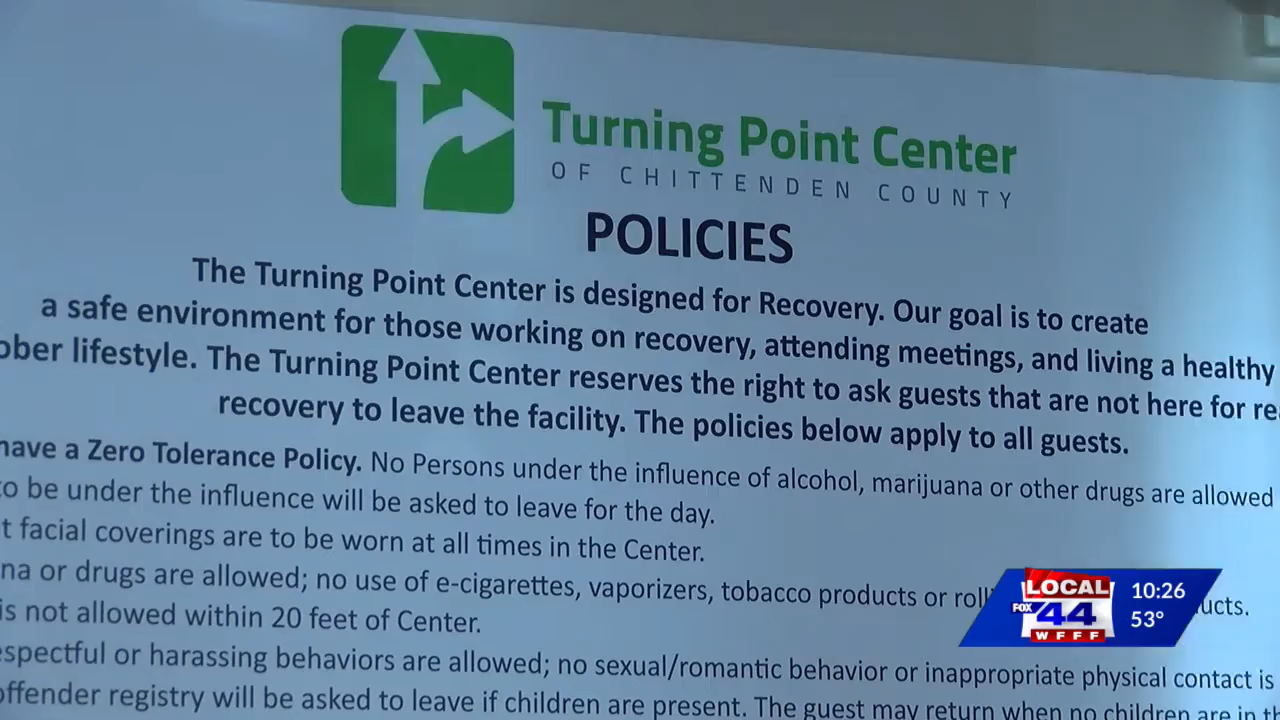 Turning Point Center
OF CHITTENDEN COUNTY
POLICIES
The Turning Point Center is designed for Recovery. Our goal is to create
a safe environment for those working on recovery, attending meetings, and living a healthy
ober lifestyle. The Turning Point Center reserves the right to ask guests that are not here for re
recovery to leave the facility. The policies below apply to all guests.
have a Zero Tolerance Policy. No Persons under the influence of alcohol, marijuana or other drugs are allowed
to be under the influence will be asked to leave for the day.
t facial coverings are to be worn at all times in the Center.
na or drugs are allowed; no use of e-cigarettes, vaporizers, tobacco products or roll ucts.
is not allowed within 20 feet of Center.
espectful or harassing behaviors are allowed; no sexual/romantic behavior or inappropriate physical contact is
offender registry will be asked to leave if children are present. The guest may return when no children are in th
LOCAL
FOX 44
WFFF
10:26
53°